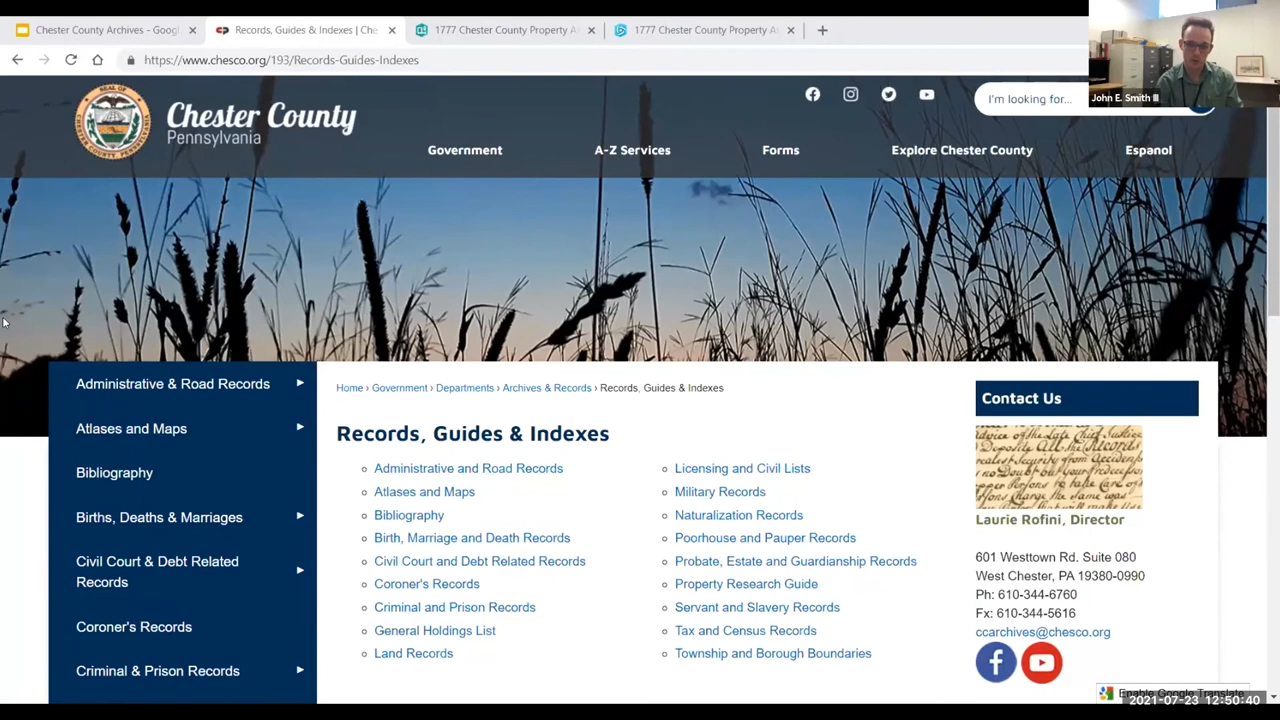 Chester County Archives - Googl
Records, Guides & Indexes | Che
1777 Chester County Property A
1777 Chester County Property A
https://www.chesco.org/193/Records-Guides-Indexes
John E. Smith III
Chester County
Pennsylvania
I'm looking for...
Government
A-Z Services
Forms
Explore Chester County
Espanol
Administrative & Road Records
Atlases and Maps
Bibliography
Births, Deaths & Marriages
Civil Court & Debt Related
Records
Coroner's Records
Criminal & Prison Records
Home › Government › Departments › Archives & Records › Records, Guides & Indexes
Records, Guides & Indexes
Administrative and Road Records
Atlases and Maps
Bibliography
Birth, Marriage and Death Records
Civil Court and Debt Related Records
Coroner's Records
Criminal and Prison Records
General Holdings List
Land Records
Licensing and Civil Lists
Military Records
Naturalization Records
Poorhouse and Pauper Records
Probate, Estate and Guardianship Records
Property Research Guide
Servant and Slavery Records
Tax and Census Records
Township and Borough Boundaries
Contact Us
Laurie Rofini, Director
601 Westtown Rd. Suite 080
West Chester, PA 19380-0990
Ph: 610-344-6760
Fx: 610-344-5616
ccarchives@chesco.org
Enable Google Translate
2021-07-23 12:50:40